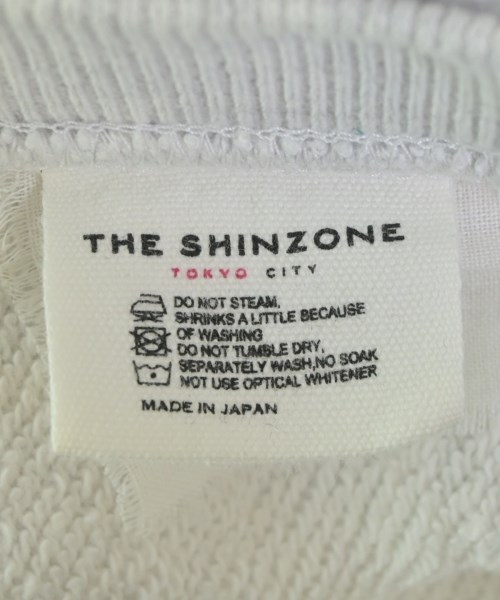 THE SHINZONE
TOKYO CITY
DO NOT STEAM.
SHRINKS A LITTLE BECAUSE
OF WASHING
DO NOT TUMBLE DRY,
SEPARATELY WASH,NO SOAK
NOT USE OPTICAL WHITENER
MADE IN JAPAN